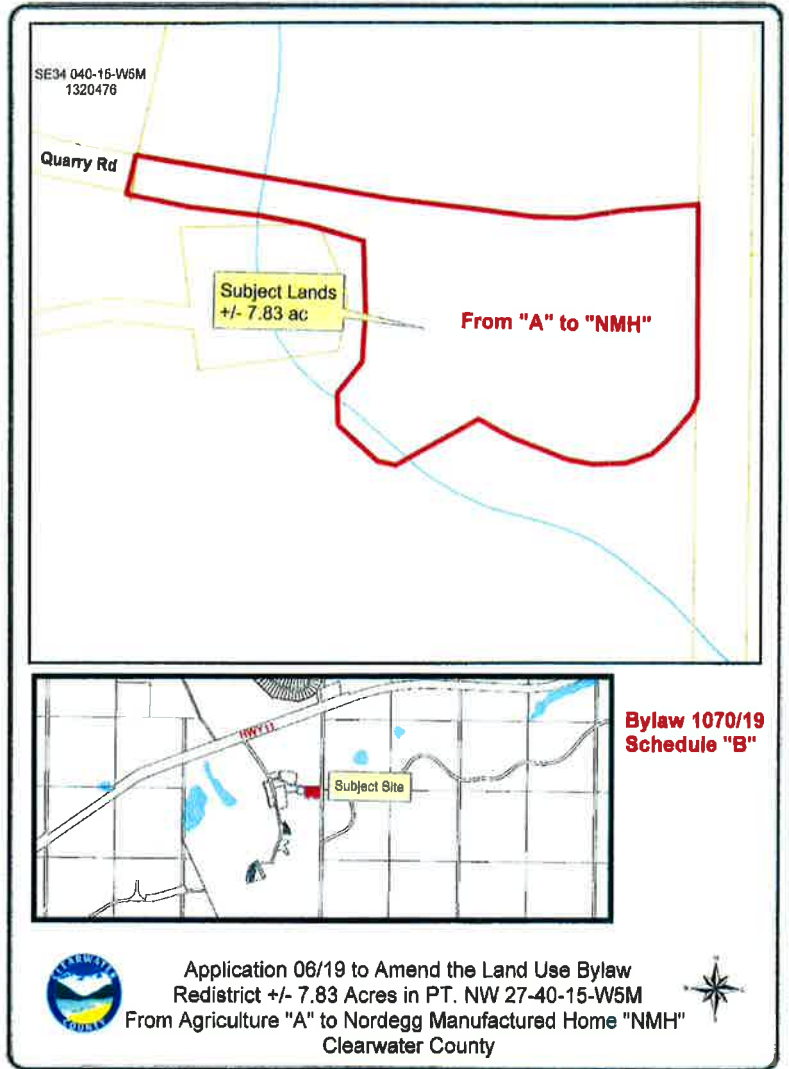 SE34 040-15-W5M
1320476
Quarry Rd
Subject Lands
+/- 7.83 ac
From "A" to "NMH"
HWY11
Subject Site
Bylaw 1070/19
Schedule "B"
CLEARWATER
COUNTY
Application 06/19 to Amend the Land Use Bylaw
Redistrict +/- 7.83 Acres in PT. NW 27-40-15-W5M
From Agriculture "A" to Nordegg Manufactured Home "NMH"
Clearwater County